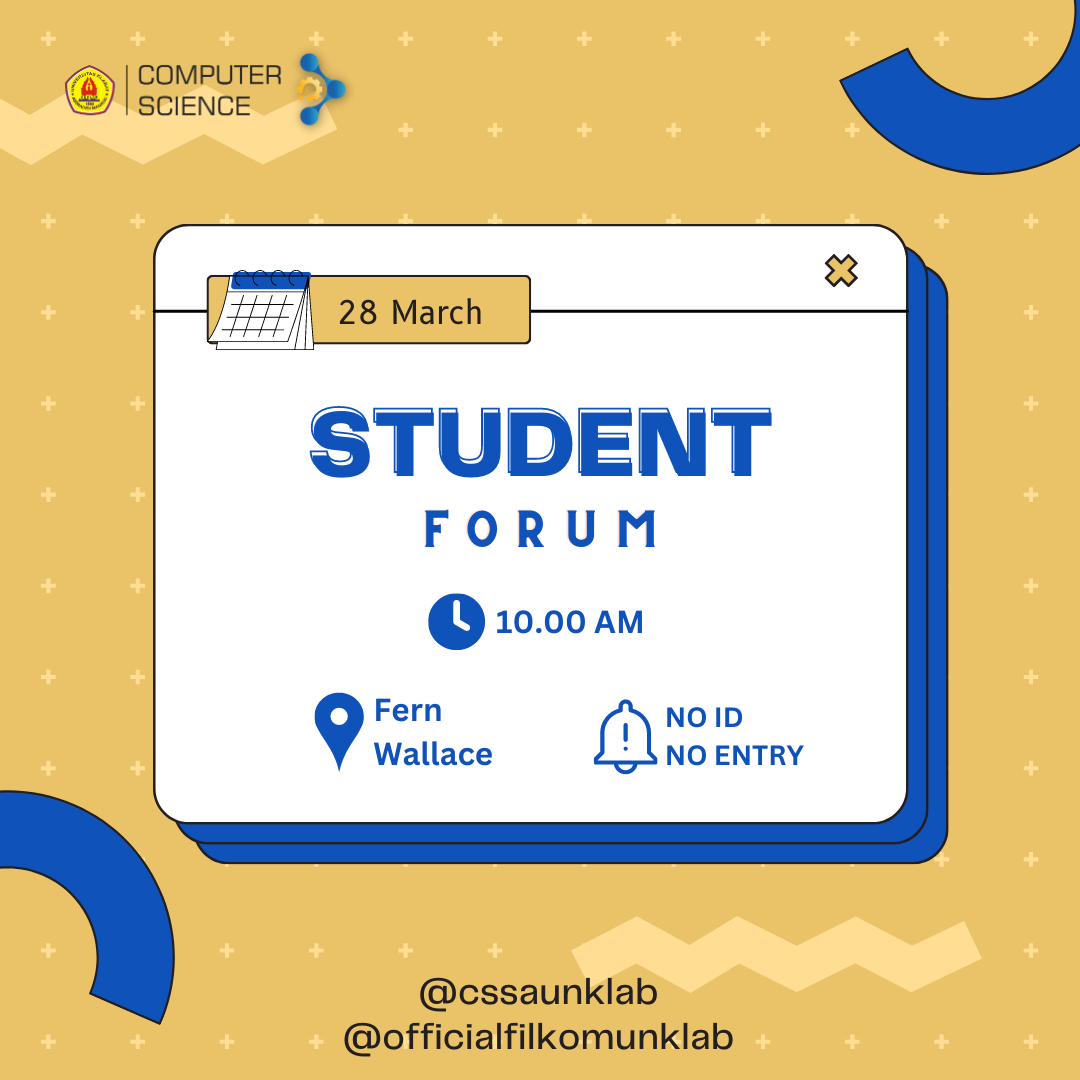 COMPUTER
SCIENCE
28 March
STUDENT
FORUM
10.00 AM
Fern
Wallace
NO ID
NO ENTRY
@cssaunklab
@officialfilkomunklab